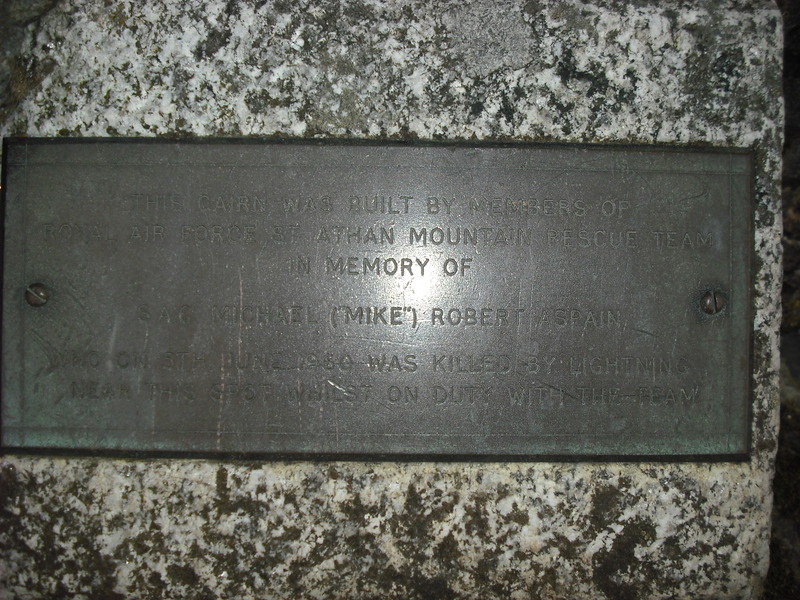 THIS CAIRN WAS BUILT BY MEMBERS OF
ROYAL AIR FORCE ST ATHAN MOUNTAIN RESCUE TEAM
IN MEMORY OF
SAC MICHAEL ("MIKE") ROBERT ASPAIN
WHO ON 8TH JUNE 1980 WAS KILLED BY LIGHTNING
NEAR THIS SPOT WHILST ON DUTY WITH THE TEAM